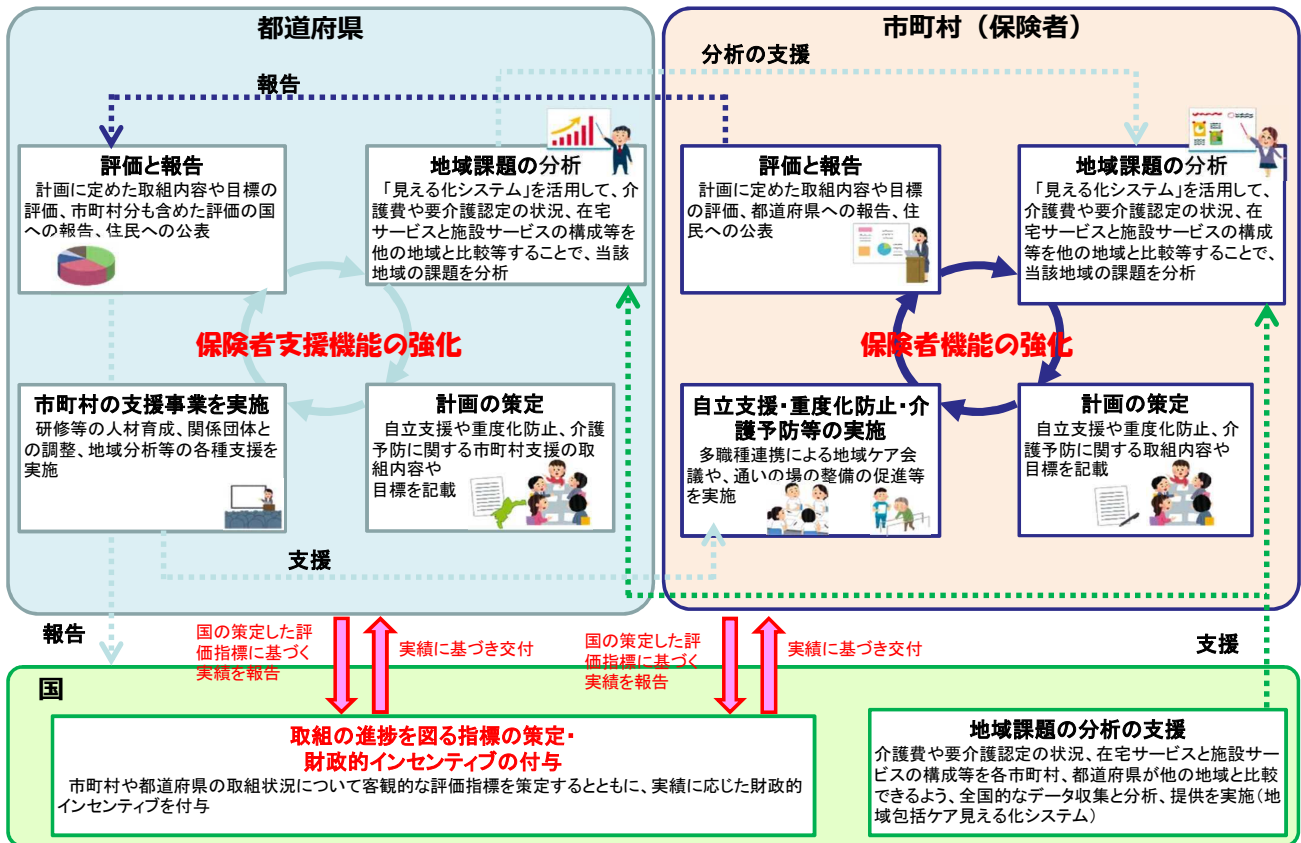 都道府県
報告
評価と報告
計画に定めた取組内容や目標の
評価、市町村分も含めた評価の国
への報告、住民への公表
地域課題の分析
「見える化システム」を活用して、介
護費や要介護認定の状況、在宅
サービスと施設サービスの構成等を
他の地域と比較等することで、当該
地域の課題を分析
保険者支援機能の強化
市町村の支援事業を実施
研修等の人材育成、関係団体と
の調整、地域分析等の各種支援を
実施
計画の策定
自立支援や重度化防止、介護
予防に関する市町村支援の取
組内容や
目標を記載
支援
市町村（保険者）
分析の支援
評価と報告
計画に定めた取組内容や目標
の評価、都道府県への報告、住
民への公表
地域課題の分析
「見える化システム」を活用して、
介護費や要介護認定の状況、在
宅サービスと施設サービスの構成
等を他の地域と比較等することで、
当該地域の課題を分析
保険者機能の強化
自立支援・重度化防止・介
護予防等の実施
多職種連携による地域ケア会
議や、通いの場の整備の促進等
を実施
計画の策定
自立支援や重度化防止、介
護予防に関する取組内容や
目標を記載
報告
国の策定した評
価指標に基づく
実績を報告
実績に基づき交付
国の策定した評
価指標に基づく
実績を報告
実績に基づき交付
支援
国
取組の進捗を図る指標の策定・
財政的インセンティブの付与
市町村や都道府県の取組状況について客観的な評価指標を策定するとともに、実績に応じた財政的
インセンティブを付与
地域課題の分析の支援
介護費や要介護認定の状況、在宅サービスと施設サー
ビスの構成等を各市町村、都道府県が他の地域と比較
できるよう、全国的なデータ収集と分析、提供を実施（地
域包括ケア見える化システム）